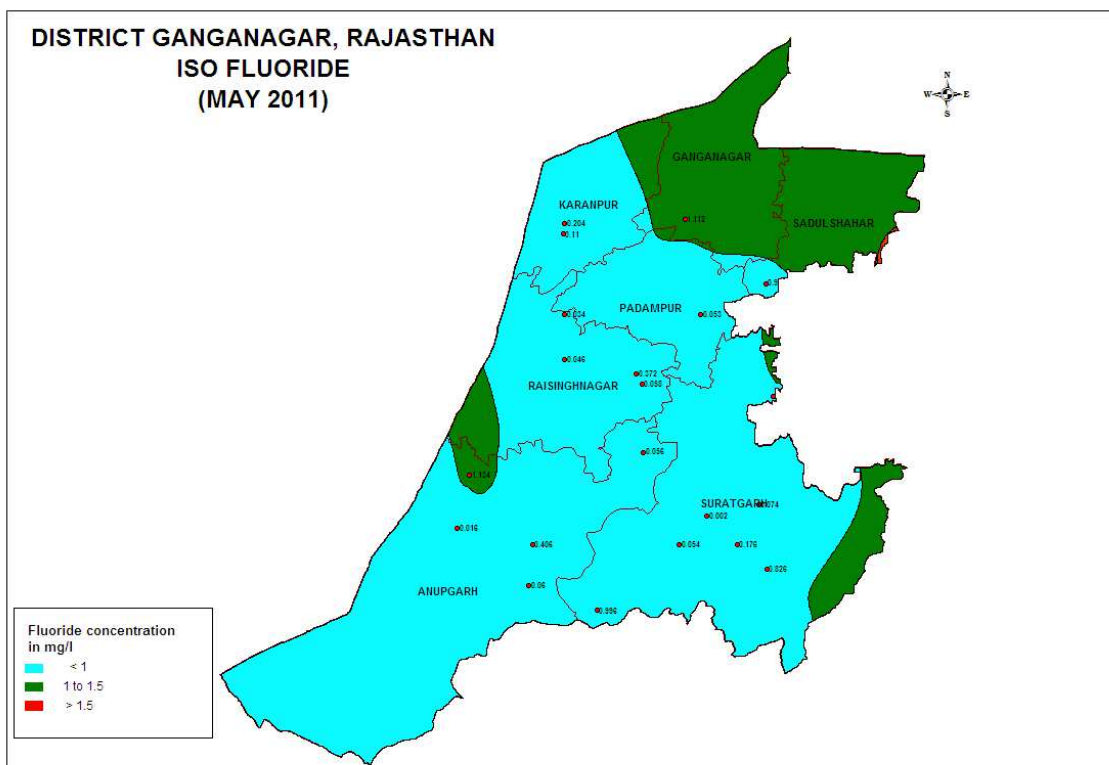 DISTRICT GANGANAGAR, RAJASTHAN
ISO FLUORIDE
(MAY 2011)
N
W E
S
GANGANAGAR
KARANPUR
0.204
0.11
1.112
SADULSHAHAR
PADAMPUR
0.034
0.053
0.046
0.372
RAISINGHNAGAR
0.056
1.104
SURATGARH
0.002
0.016
0.406
0.054
0.176
0.026
0.06
ANUPGARH
0.996
Fluoride concentration
in mg/l
< 1
1 to 1.5
> 1.5